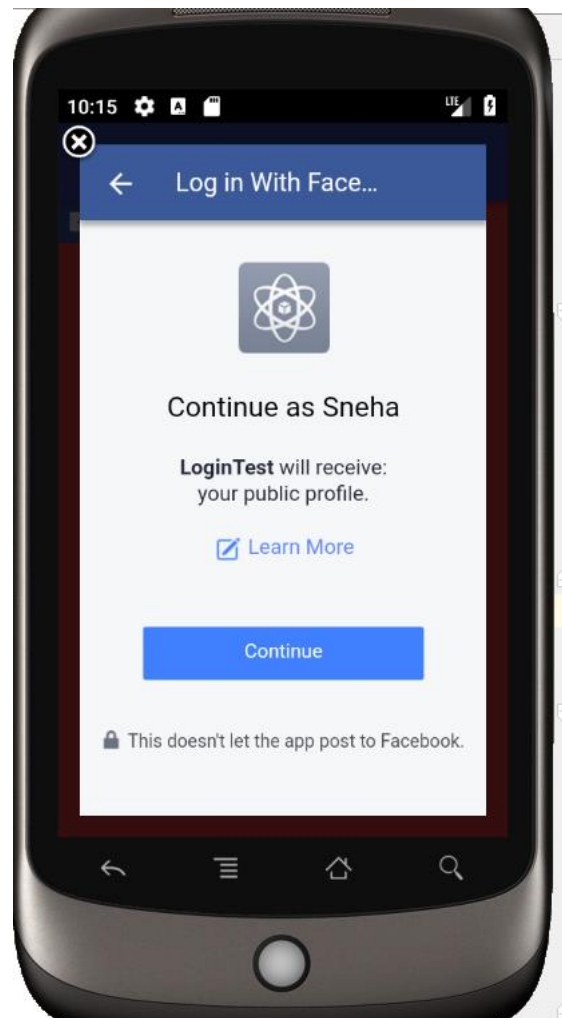 10:15 A LTE
Log in With Face...
Continue as Sneha
LoginTest will receive:
your public profile.
Learn More
Continue
This doesn't let the app post to Facebook.